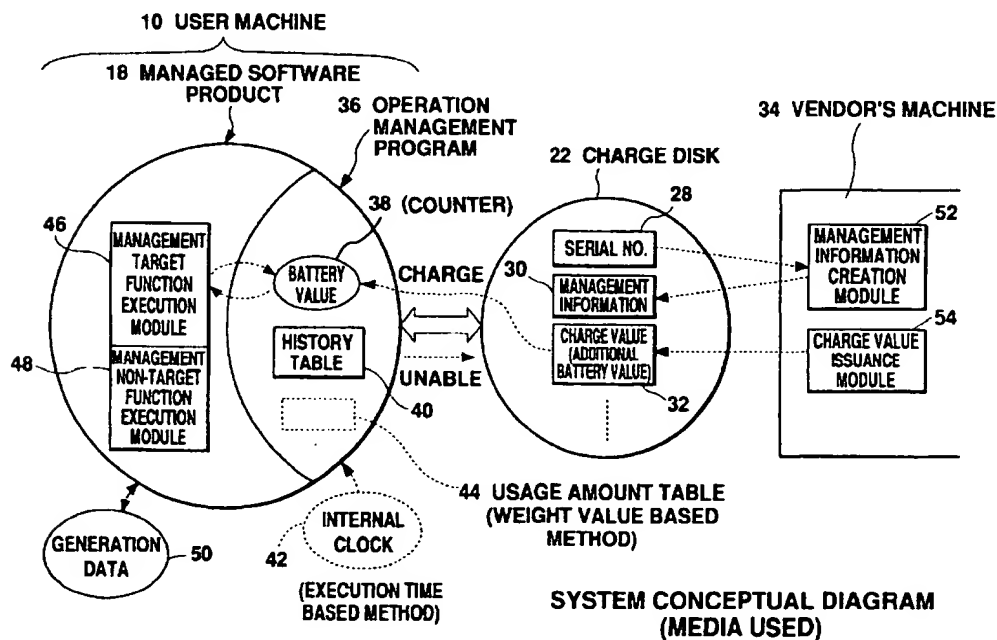 10 USER MACHINE
18 MANAGED SOFTWARE
PRODUCT
36 OPERATION
MANAGEMENT
PROGRAM
34 VENDOR'S MACHINE
22 CHARGE DISK
38 (COUNTER)
28
52
46
MANAGEMENT
TARGET
FUNCTION
EXECUTION
MODULE
BATTERY
VALUE
CHARGE
SERIAL NO.
30
MANAGEMENT
INFORMATION
MANAGEMENT
INFORMATION
CREATION
MODULE
54
48
MANAGEMENT
NON-TARGET
FUNCTION
EXECUTION
MODULE
HISTORY
TABLE
UNABLE
CHARGE VALUE
(ADDITIONAL
BATTERY VALUE)
CHARGE VALUE
ISSUANCE
MODULE
40
32
44 USAGE AMOUNT TABLE
(WEIGHT VALUE BASED
METHOD)
GENERATION
DATA
50
42
INTERNAL
CLOCK
(EXECUTION TIME
BASED METHOD)
SYSTEM CONCEPTUAL DIAGRAM
(MEDIA USED)